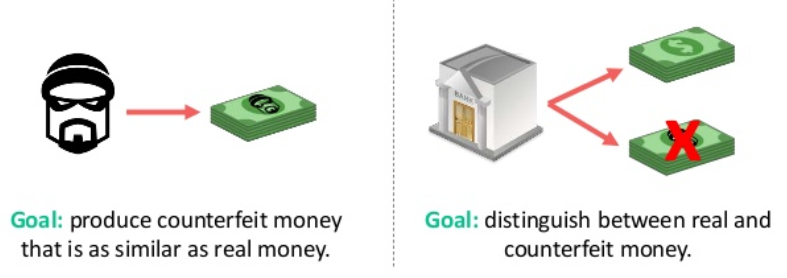 BANK
Goal: produce counterfeit money
that is as similar as real money.
Goal: distinguish between real and
counterfeit money.